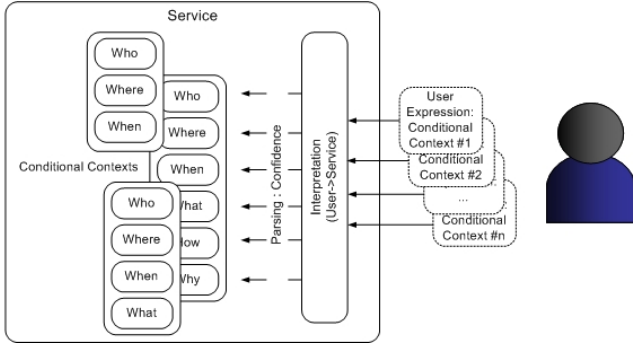 Service
Who
Where
When
Conditional Contexts
Who
Where
When
What
How
Why
Who
Where
When
What
Parsing : Confidence
Interpretation
(User->Service)
User
Expression:
Conditional
Context #1
Conditional
Context #2
...
Conditional
Context #n